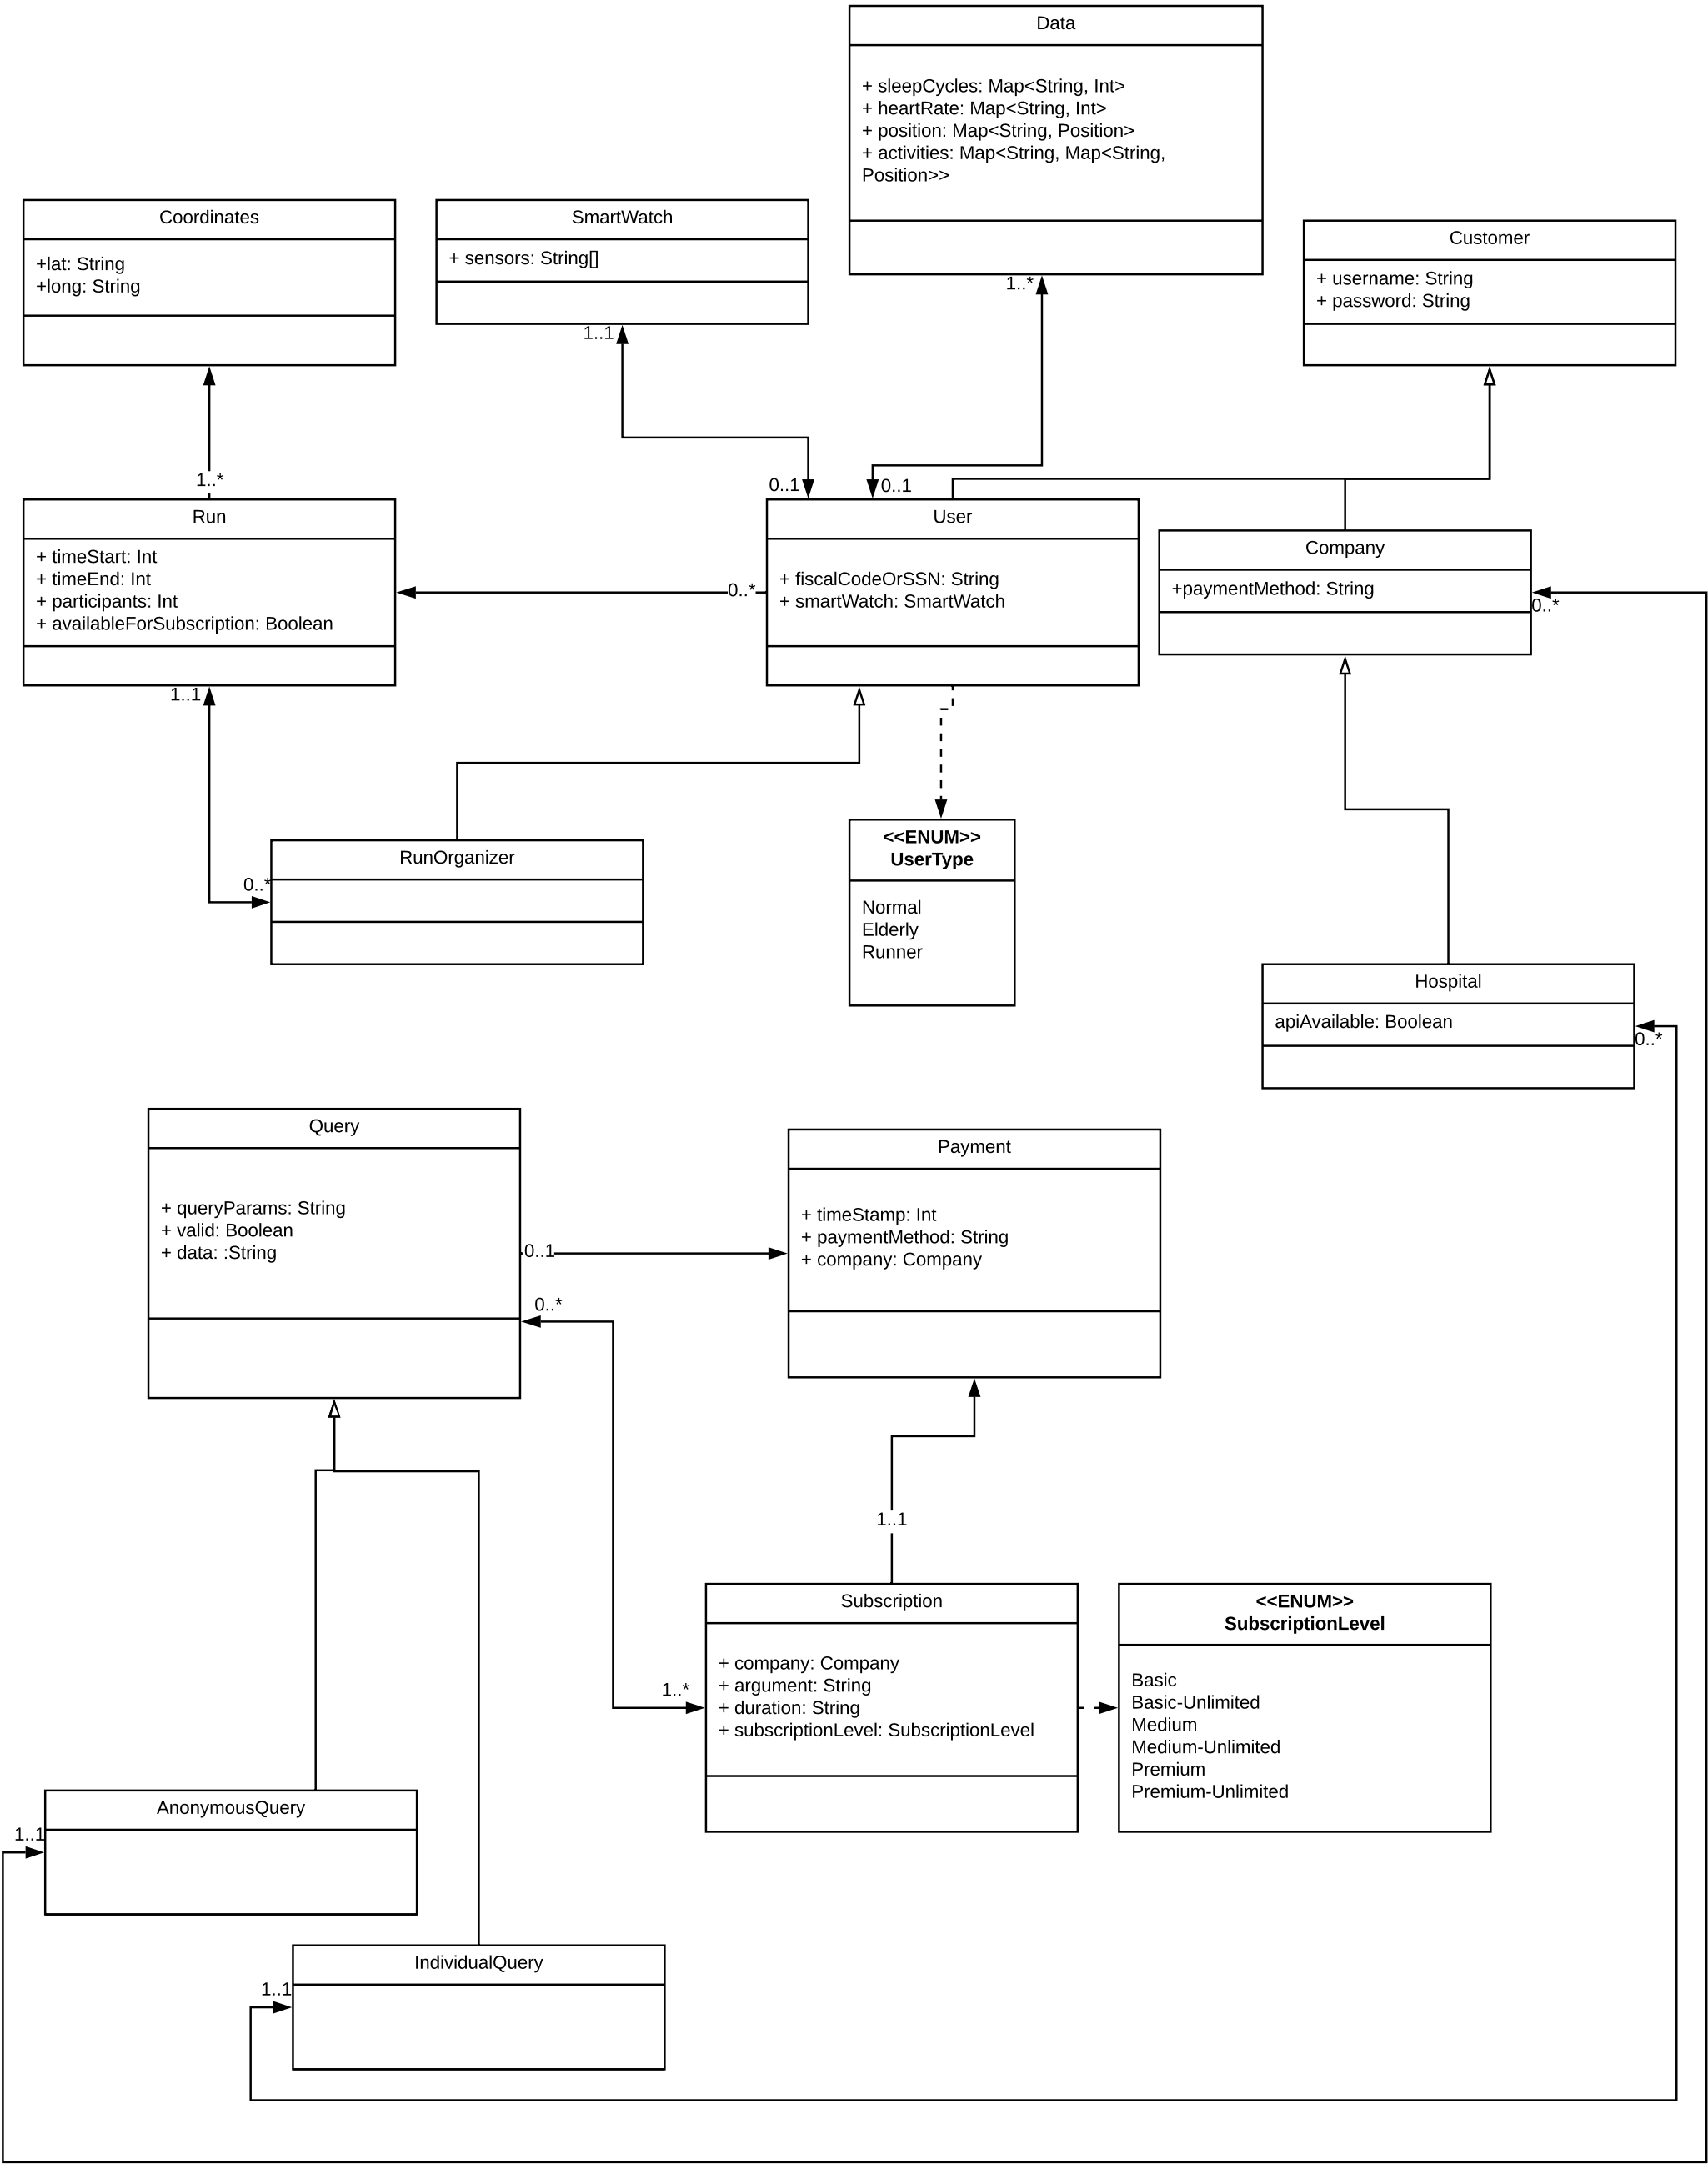 Data
+ sleepCycles: Map<String, Int>
+ heartRate: Map<String, Int>
+ position: Map<String, Position>
+ activities: Map<String, Map<String,
Position>>
1..*
Coordinates
+lat: String
+long: String
SmartWatch
+ sensors: String[]
1..1
Customer
+ username: String
+ password: String
1..*
0..1
0..1
Run
+ timeStart: Int
+ timeEnd: Int
+ participants: Int
+ availableForSubscription: Boolean
1..1
0..*
User
+ fiscalCodeOrSSN: String
+ smartWatch: SmartWatch
Company
+paymentMethod: String
0..*
RunOrganizer
0..*
<<ENUM>>
UserType
Normal
Elderly
Runner
Hospital
apiAvailable: Boolean
0..*
Query
+ queryParams: String
+ valid: Boolean
+ data: :String
0..1
0..*
Payment
+ timeStamp: Int
+ paymentMethod: String
+ company: Company
1..1
Subscription
+ company: Company
+ argument: String
+ duration: String
+ subscriptionLevel: SubscriptionLevel
1..*
<<ENUM>>
SubscriptionLevel
Basic
Basic-Unlimited
Medium
Medium-Unlimited
Premium
Premium-Unlimited
AnonymousQuery
1..1
IndividualQuery
1..1